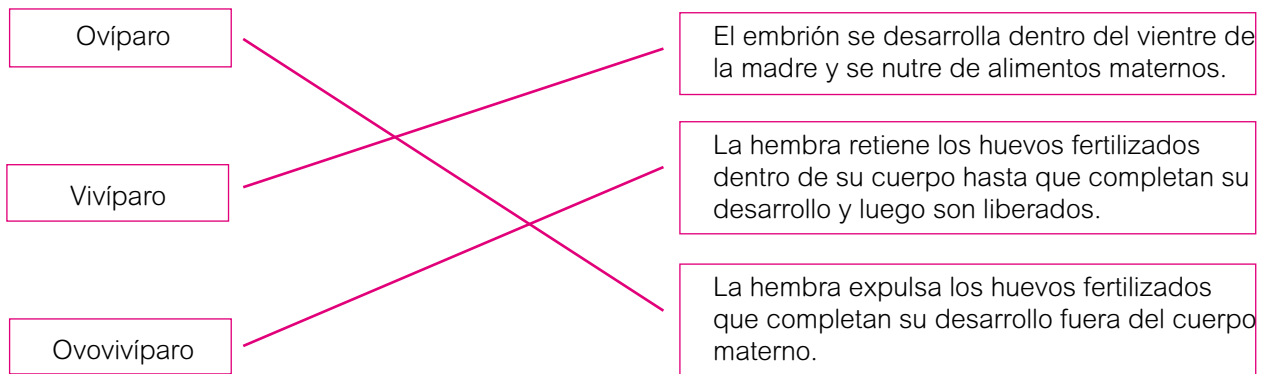 Ovíparo
El embrión se desarrolla dentro del vientre de
la madre y se nutre de alimentos maternos.
Vivíparo
La hembra retiene los huevos fertilizados
dentro de su cuerpo hasta que completan su
desarrollo y luego son liberados.
Ovovivíparo
La hembra expulsa los huevos fertilizados
que completan su desarrollo fuera del cuerpo
materno.